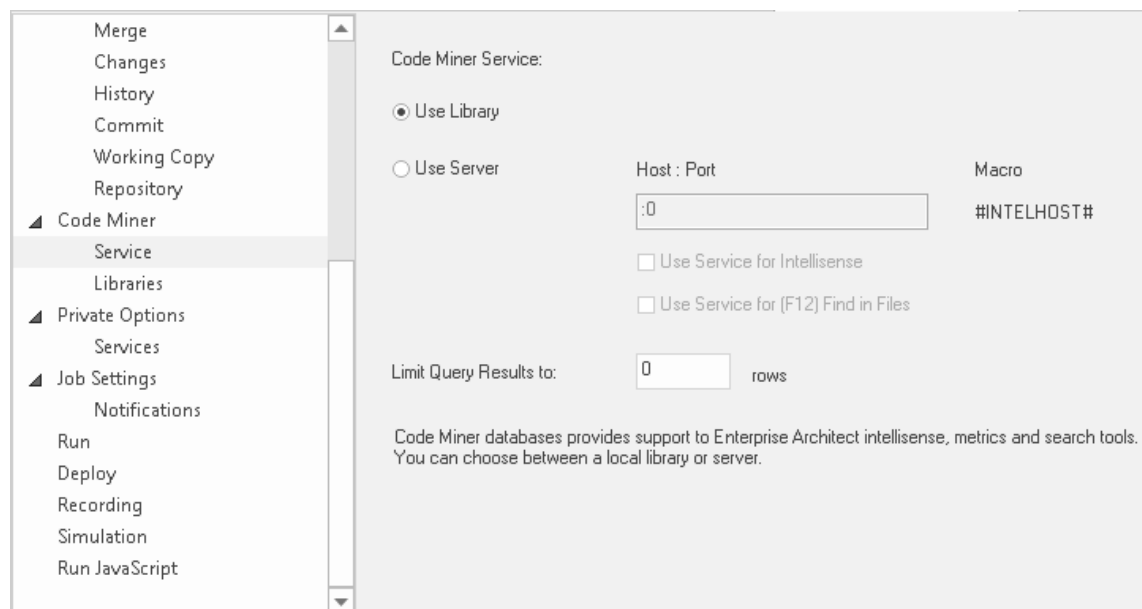 Merge
Changes
History
Commit
Working Copy
Repository
Code Miner
Service
Libraries
Private Options
Services
Job Settings
Notifications
Run
Deploy
Recording
Simulation
Run JavaScript
Code Miner Service:
Use Library
Use Server
Host : Port
Macro
:0
#INTELHOST#
Use Service for Intellisense
Use Service for (F12) Find in Files
Limit Query Results to:
0
rows
Code Miner databases provides support to Enterprise Architect intellisense, metrics and search tools.
You can choose between a local library or server.